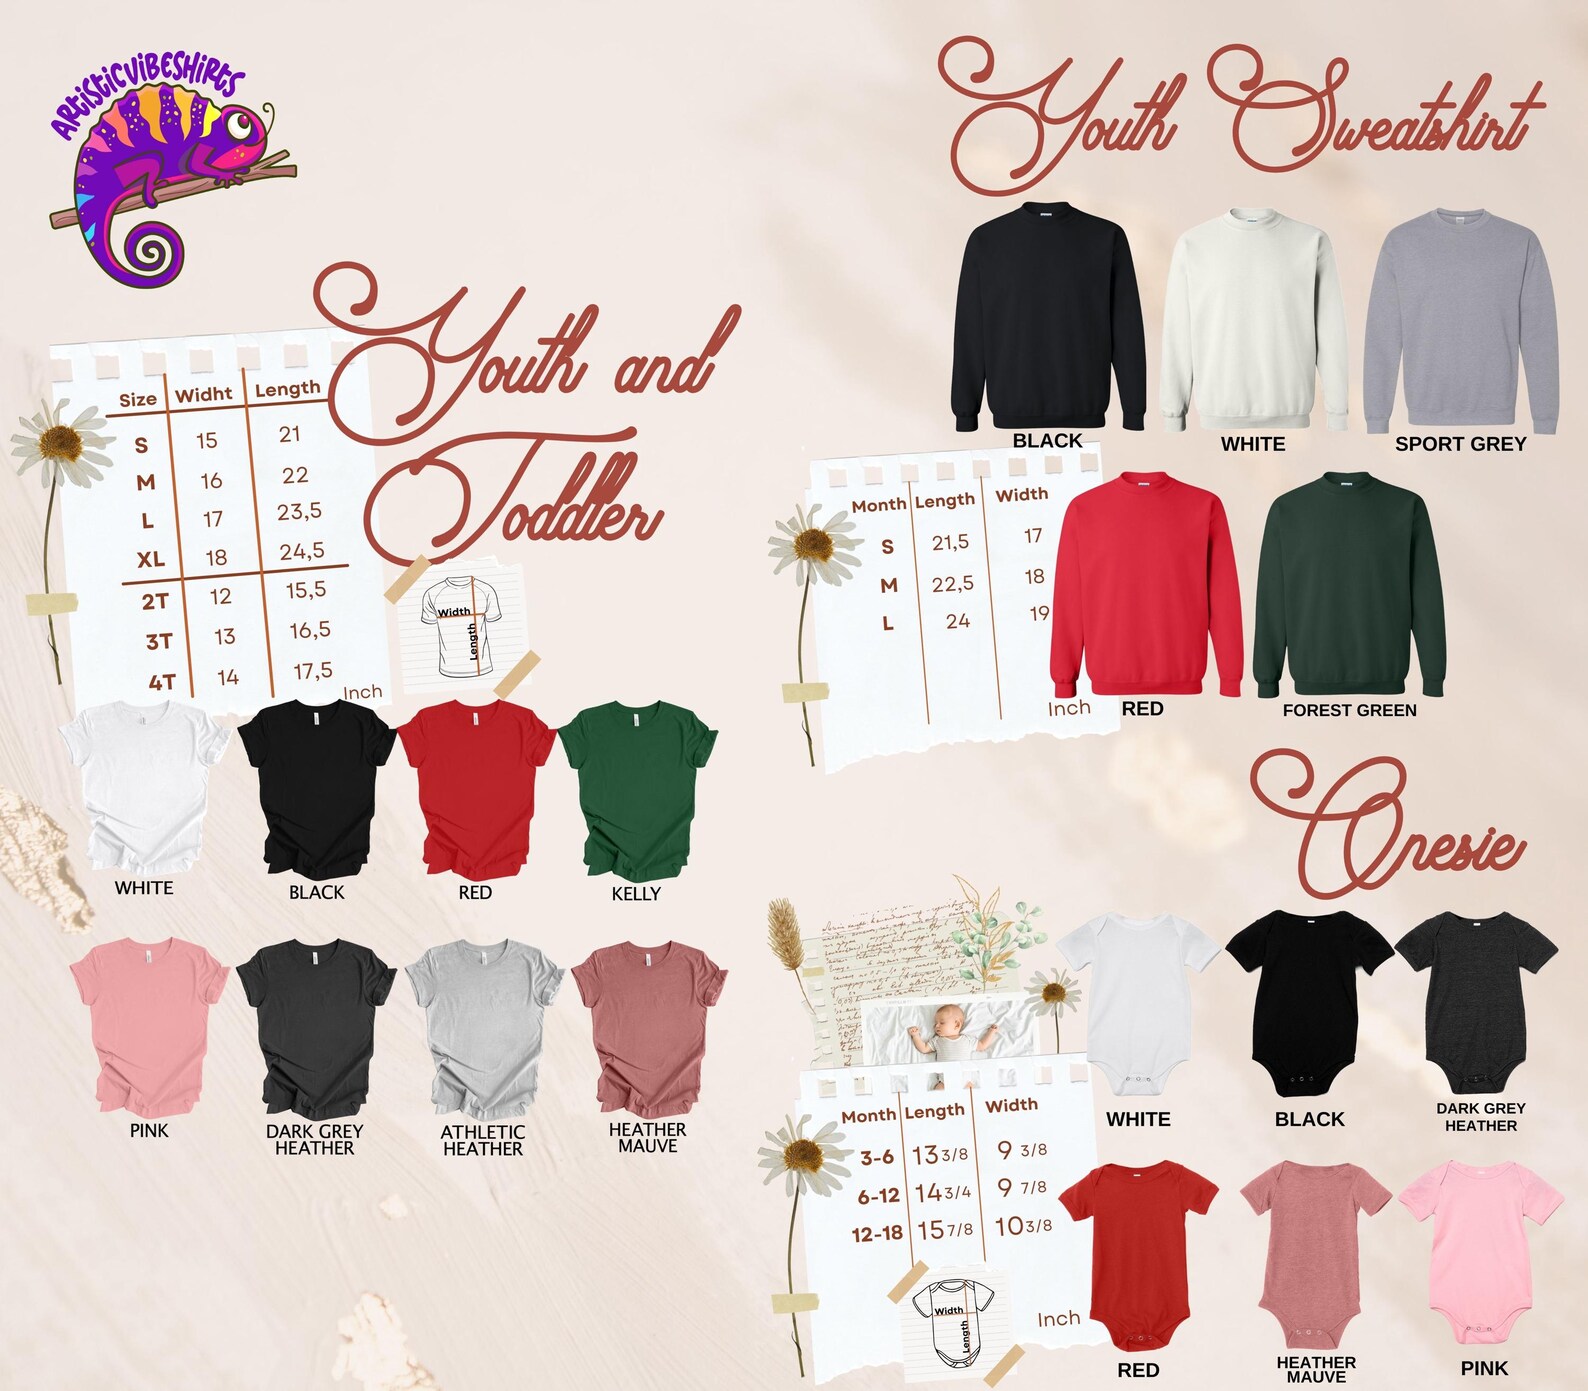 ARTiSTiCViBESHiRtS
Youth and
Toddler
Size Widht Length
S 15 21
M 16 22
L 17 23,5
XL 18 24,5
2T 12 15,5
3T 13 16,5
4T 14 17,5
Inch
Width
Length
WHITE BLACK RED KELLY
PINK DARK GREY HEATHER ATHLETIC HEATHER HEATHER MAUVE
Youth Sweatshirt
BLACK WHITE SPORT GREY
Month Length Width
S 21,5 17
M 22,5 18
L 24 19
Inch
RED FOREST GREEN
Onesie
Month Length Width
3-6 13 3/8 9 3/8
6-12 14 3/4 9 7/8
12-18 15 7/8 10 3/8
Width
Length
Inch
WHITE BLACK DARK GREY
HEATHER
RED HEATHER
MAUVE PINK